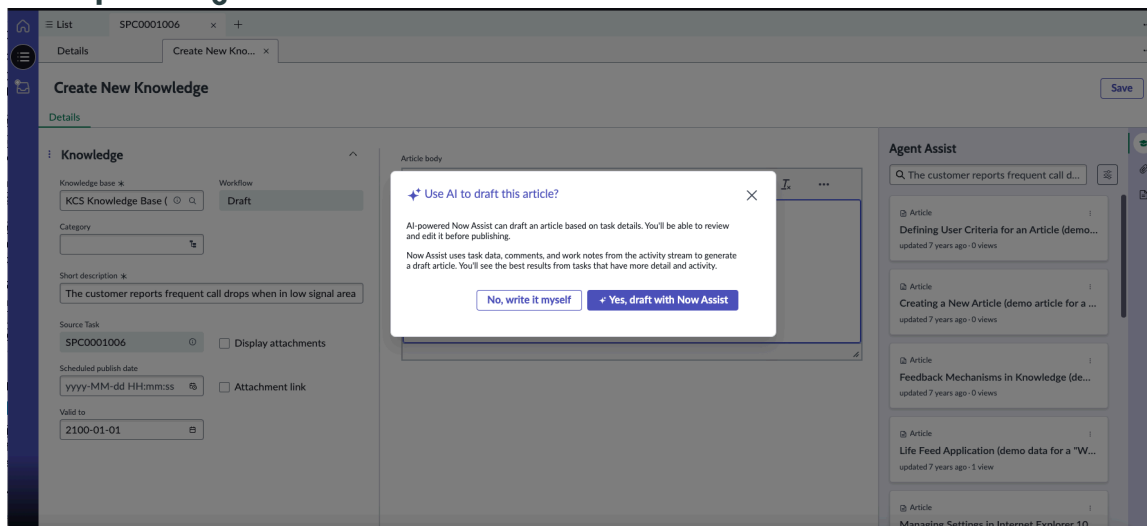 List
SPC0001006
Details
Create New Kno...
Create New Knowledge
Save
Details
Knowledge
Knowledge base *
KCS Knowledge Base (
Workflow
Draft
Category
Short description *
The customer reports frequent call drops when in low signal area
Source Task
SPC0001006
Display attachments
Scheduled publish date
yyyy-MM-dd HH:mm:ss
Attachment link
Valid to
2100-01-01
Article body
Use AI to draft this article?
AI-powered Now Assist can draft an article based on task details. You'll be able to review
and edit it before publishing.
Now Assist uses task data, comments, and work notes from the activity stream to generate
a draft article. You'll see the best results from tasks that have more detail and activity.
No, write it myself
Yes, draft with Now Assist
Agent Assist
The customer reports frequent call d...
Article
Defining User Criteria for an Article (demo...
updated 7 years ago · 0 views
Article
Creating a New Article (demo article for a ...
updated 7 years ago · 0 views
Article
Feedback Mechanisms in Knowledge (de...
updated 7 years ago · 0 views
Article
Life Feed Application (demo data for a "W...
updated 7 years ago · 1 view
Article
Managing Settings in Internet Explorer 10